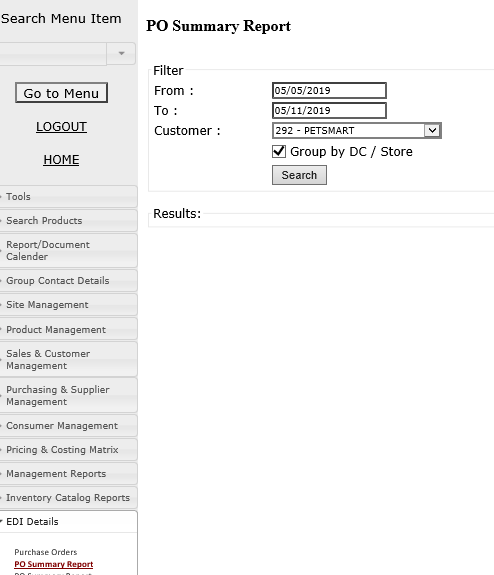 Search Menu Item
Go to Menu
LOGOUT
HOME
Tools
Search Products
Report/Document
Calender
Group Contact Details
Site Management
Product Management
Sales & Customer
Management
Purchasing & Supplier
Management
Consumer Management
Pricing & Costing Matrix
Management Reports
Inventory Catalog Reports
EDI Details
Purchase Orders
PO Summary Report
PO Summary Report
PO Summary Report
Filter
From : 05/05/2019
To : 05/11/2019
Customer : 292 - PETSMART
Group by DC / Store
Search
Results: